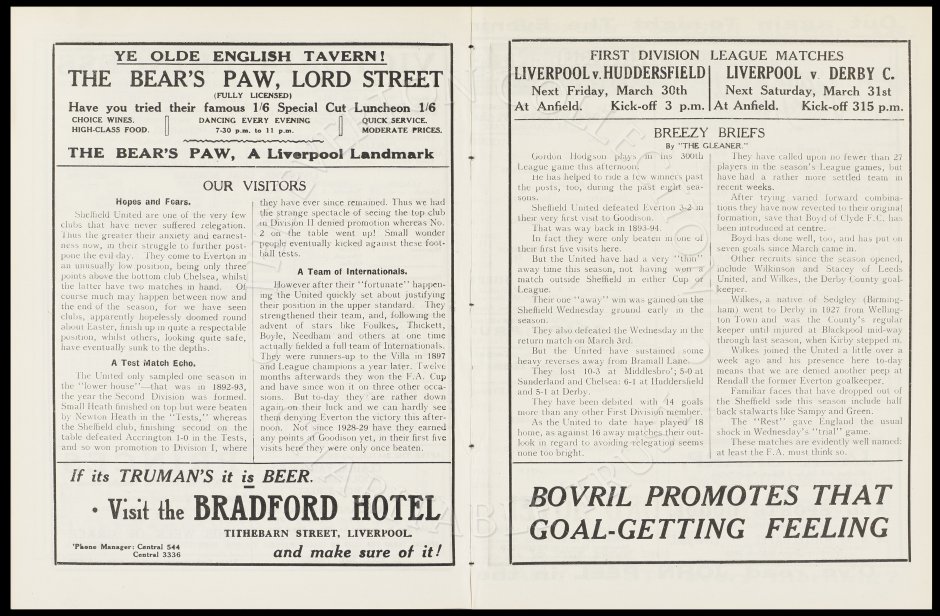 YE OLDE ENGLISH TAVERN!
THE BEAR'S PAW, LORD STREET
(FULLY LICENSED)
Have you tried their famous 1/6 Special Cut Luncheon 1/6
CHOICE WINES.
HIGH-CLASS FOOD.
DANCING EVERY EVENING
7-30 p.m. to 11 p.m.
QUICK SERVICE.
MODERATE PRICES.
THE BEAR'S PAW, A Liverpool Landmark
OUR VISITORS
Hopes and Fears.
Sheffield United are one of the very few
clubs that have never suffered relegation.
Thus the greater their anxiety and earnest-
ness now, in their struggle to further post-
pone the evil day. They come to Everton in
an unusually low position, being only three
points above the bottom club Chelsea, whilst
the latter have two matches in hand. Of
course much may happen between now and
the end of the season, for we have seen
clubs, apparently hopelessly doomed round
about Easter, finish up in quite a respectable
position, whilst others, looking quite safe,
have eventually sunk to the depths.
A Test Match Echo.
The United only sampled one season in
the "lower house"—that was in 1892-93,
the year the Second Division was formed.
Small Heath finished on top but were beaten
by Newton Heath in the "Tests," whereas
the Sheffield club, finishing second on the
table defeated Accrington 1-0 in the Tests,
and so won promotion to Division I, where
they have ever since remained. Thus we had
the strange spectacle of seeing the top club
in Division II denied promotion whereas No.
2 on the table went up! Small wonder
people eventually kicked against these foot-
ball tests.
A Team of Internationals.
However after their "fortunate" happen-
ing the United quickly set about justifying
their position in the upper standard. They
strengthened their team, and, following the
advent of stars like Foulkes, Thickett,
Boyle, Needham and others at one time
actually fielded a full team of Internationals.
They were runners-up to the Villa in 1897
and League champions a year later. Twelve
months afterwards they won the F.A. Cup
and have since won it on three other occa-
sions. But to-day they are rather down
again on their luck and we can hardly see
them denying Everton the victory this after-
noon. Not since 1928-29 have they earned
any points at Goodison yet, in their first five
visits here they were only once beaten.
If its TRUMAN'S it is BEER.
• Visit the BRADFORD HOTEL
TITHEBARN STREET, LIVERPOOL.
'Phone Manager: Central 544
Central 3336
and make sure of it!
FIRST DIVISION LEAGUE MATCHES
LIVERPOOL v. HUDDERSFIELD
Next Friday, March 30th
At Anfield. Kick-off 3 p.m.
LIVERPOOL v DERBY C.
Next Saturday, March 31st
At Anfield. Kick-off 315 p.m.
BREEZY BRIEFS
By "THE GLEANER."
Gordon Hodgson plays in his 300th
League game this afternoon.
He has helped to ride a few winners past
the posts, too, during the past eight sea-
sons.
Sheffield United defeated Everton 3-2 in
their very first visit to Goodison.
That was way back in 1893-94
In fact they were only beaten in one of
their first five visits here.
But the United have had a very "thin"
away time this season, not having won a
match outside Sheffield in either Cup or
League.
Their one "away" win was gained on the
Sheffield Wednesday ground early in the
season.
They also defeated the Wednesday in the
return match on March 3rd.
But the United have sustained some
heavy reverses away from Bramall Lane.
They lost 10-3 at Middlesbro'; 5-0 at
Sunderland and Chelsea: 6-1 at Huddersfield
and 5-1 at Derby.
They have been debited with 14 goals
more than any other First Division member.
As the United to date have played 18
home, as against 16 away matches their out-
look in regard to avoiding relegation seems
none too bright.
They have called upon no fewer than 27
players in the season's League games, but
have had a rather more settled team in
recent weeks.
After trying varied forward combina-
tions they have now reverted to their original
formation, save that Boyd of Clyde F.C. has
been introduced at centre.
Boyd has done well, too, and has put on
seven goals since March came in.
Other recruits since the season opened,
include Wilkinson and Stacey of Leeds
United, and Wilkes, the Derby County goal-
keeper.
Wilkes, a native of Sedgley (Birming-
ham) went to Derby in 1927 from Welling-
ton Town and was the County's regular
keeper until injured at Blackpool mid-way
through last season, when Kirby stepped in.
Wilkes joined the United a little over a
week ago and his presence here to-day
means that we are denied another peep at
Kendall the former Everton goalkeeper.
Familiar faces that have dropped out of
the Sheffield side this season include half
back stalwarts like Sampy and Green.
The "Rest" gave England the usual
shock in Wednesday's "trial" game.
These matches are evidently well named:
at least the F.A. must think so.
BOVRIL PROMOTES THAT
GOAL-GETTING FEELING